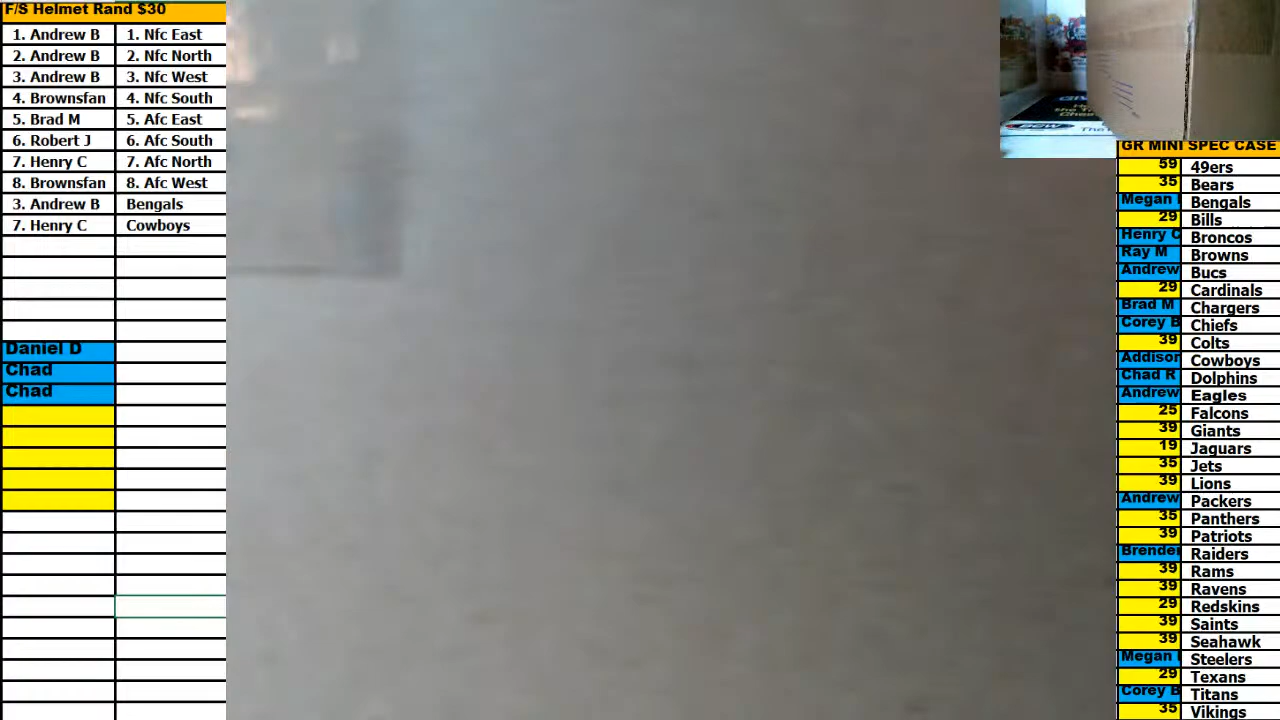 F/S Helmet Rand $30
1. Andrew B 1. Nfc East
2. Andrew B 2. Nfc North
3. Andrew B 3. Nfc West
4. Brownsfan 4. Nfc South
5. Brad M 5. Afc East
6. Robert J 6. Afc South
7. Henry C 7. Afc North
8. Brownsfan 8. Afc West
3. Andrew B Bengals
7. Henry C Cowboys
Daniel D
Chad
Chad
GR MINI SPEC CASE
59 49ers
35 Bears
Megan Bengals
29 Bills
Henry C Broncos
Ray M Browns
Andrew Bucs
29 Cardinals
Brad M Chargers
Corey B Chiefs
39 Colts
Addison Cowboys
Chad R Dolphins
Andrew Eagles
25 Falcons
39 Giants
19 Jaguars
35 Jets
39 Lions
Andrew Packers
35 Panthers
39 Patriots
Brender Raiders
39 Rams
39 Ravens
29 Redskins
39 Saints
39 Seahawk
Megan Steelers
29 Texans
Corey B Titans
35 Vikings